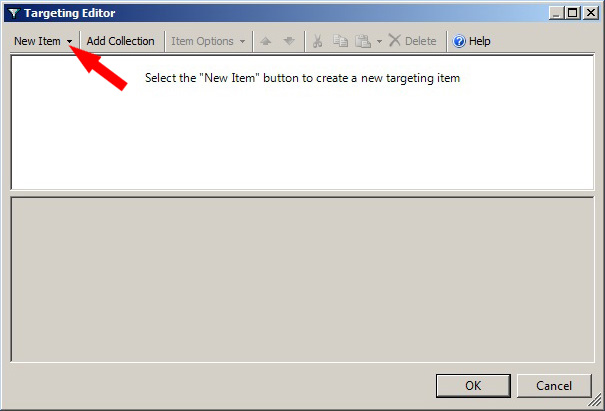 Targeting Editor
New Item Add Collection Item Options Delete Help
Select the "New Item" button to create a new targeting item
OK Cancel